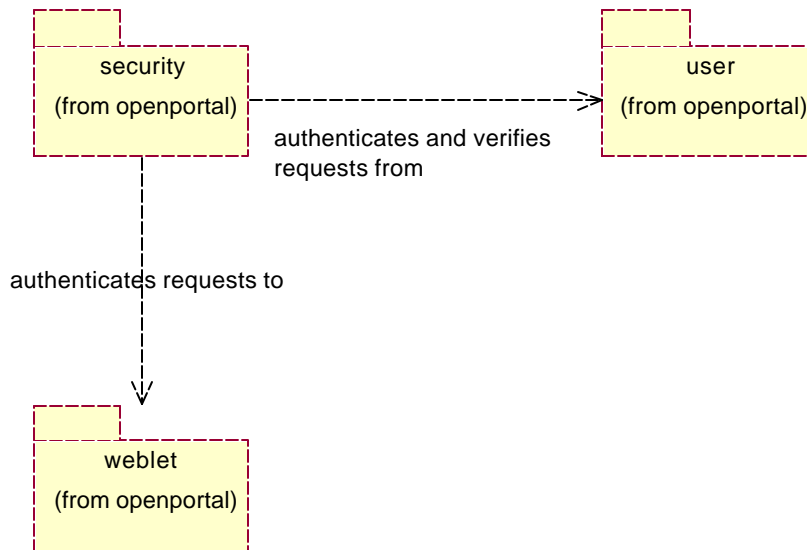 security
(from openportal)
user
(from openportal)
authenticates and verifies
requests from
authenticates requests to
weblet
(from openportal)